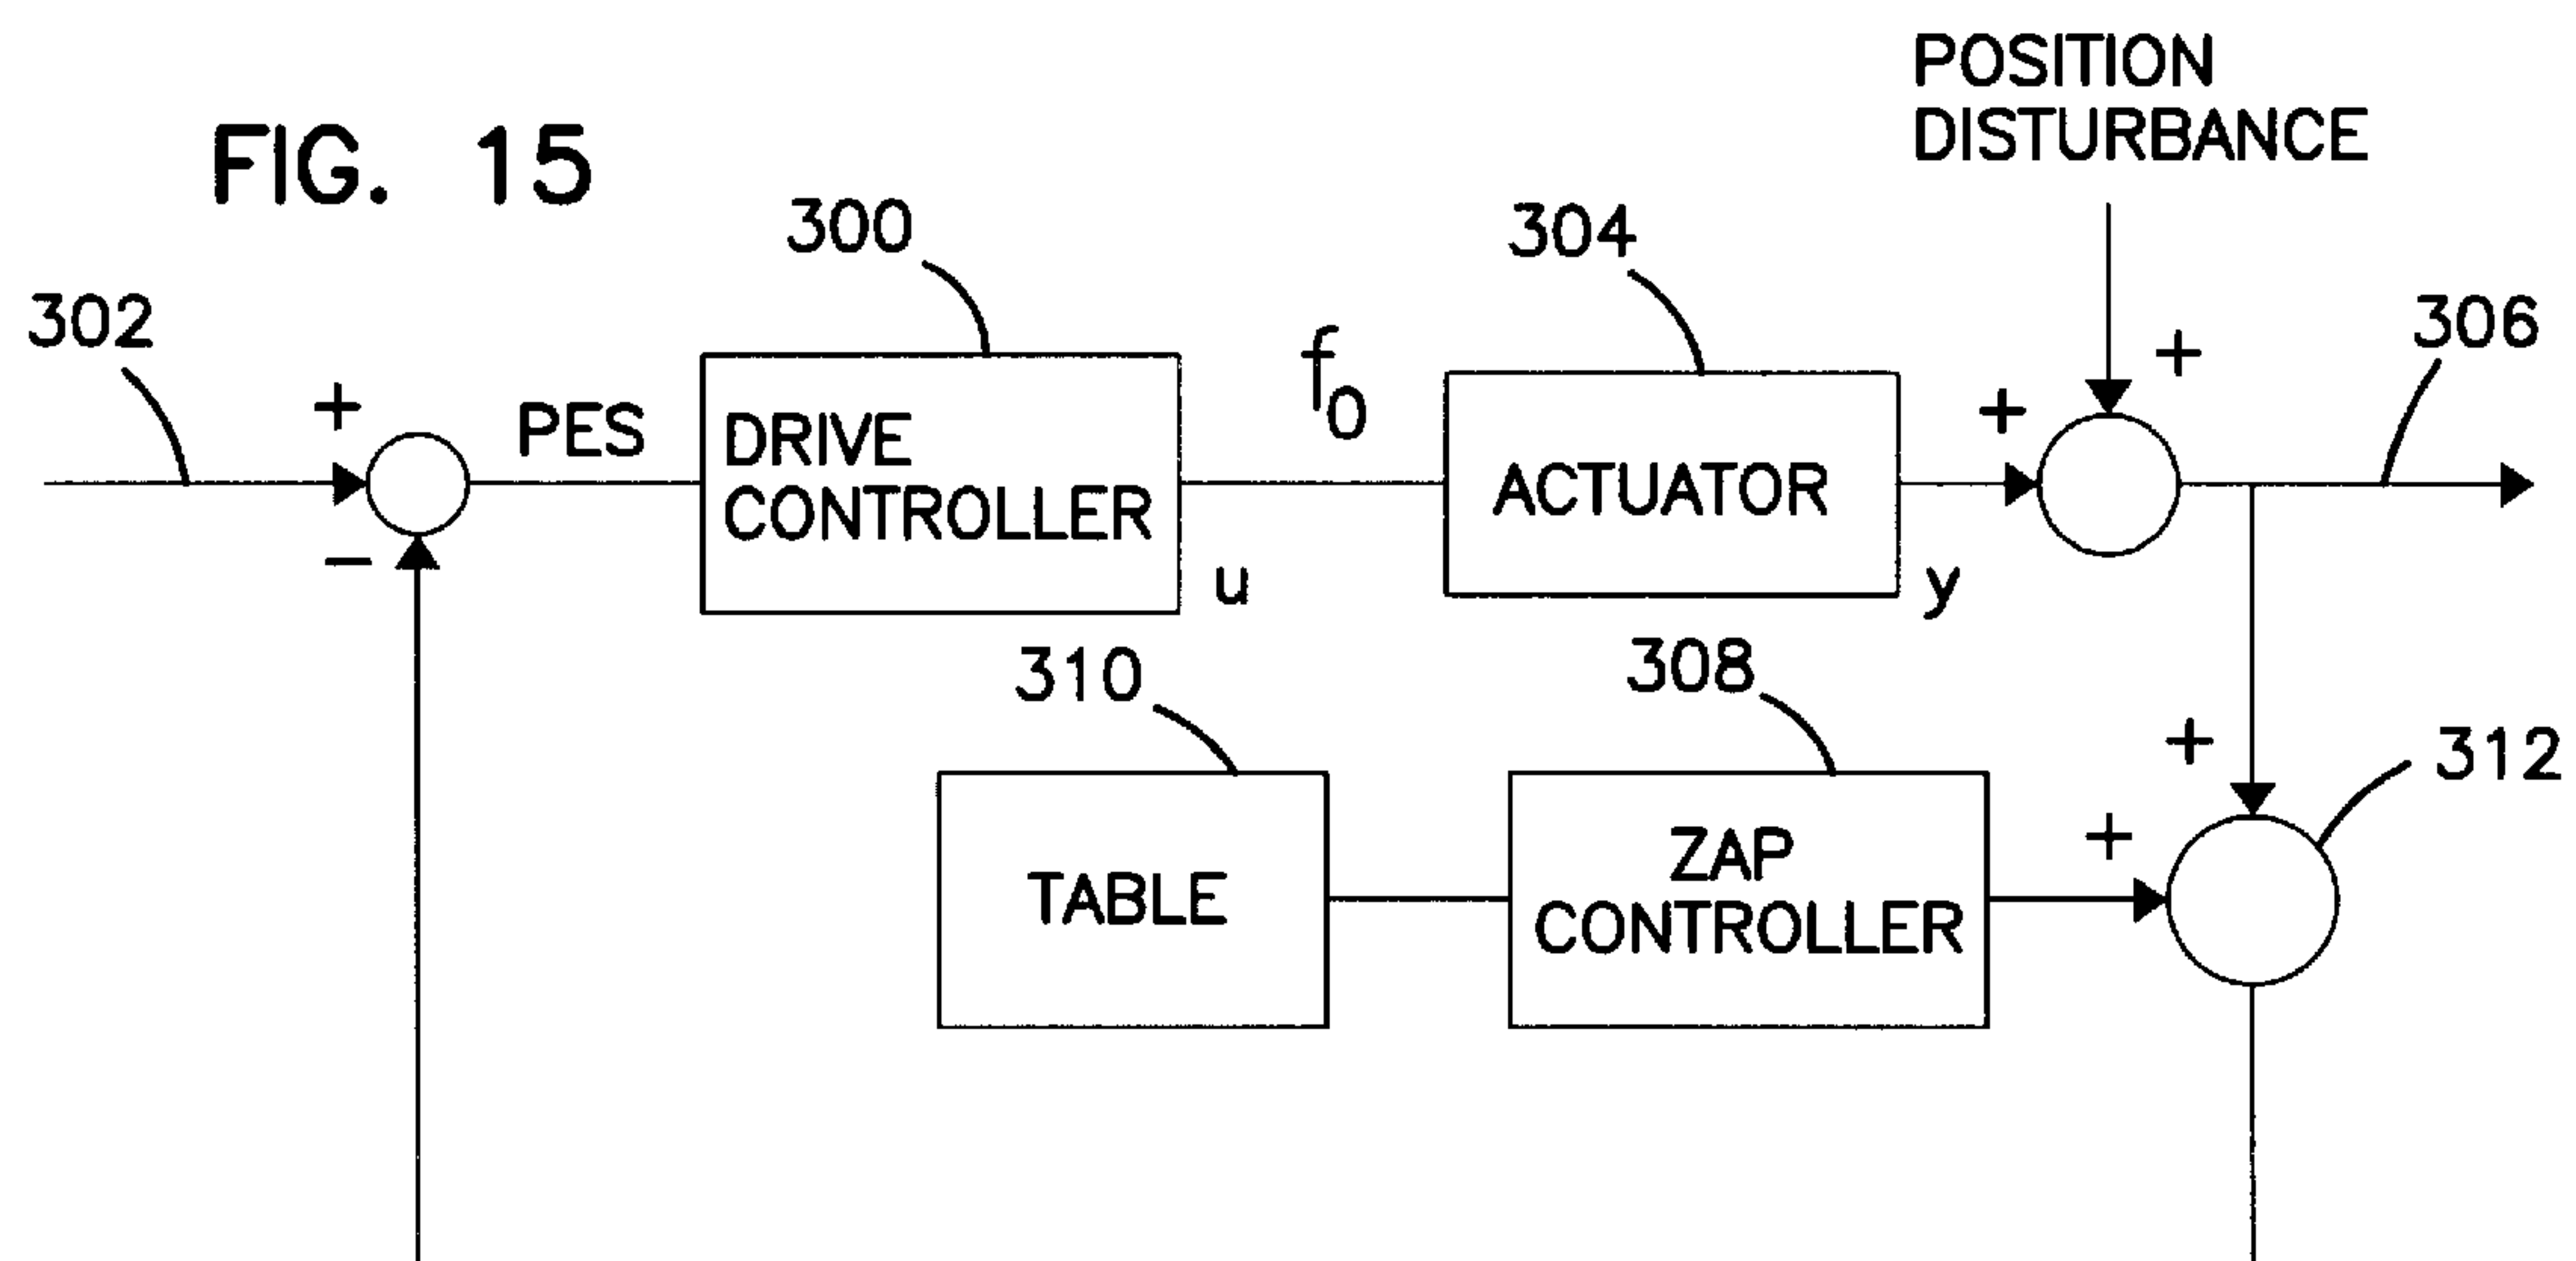 FIG. 15
POSITION
DISTURBANCE
300
304
302
306
+
PES
DRIVE
CONTROLLER
f0
ACTUATOR
+
+
−
u
y
310
308
312
TABLE
ZAP
CONTROLLER
+
+